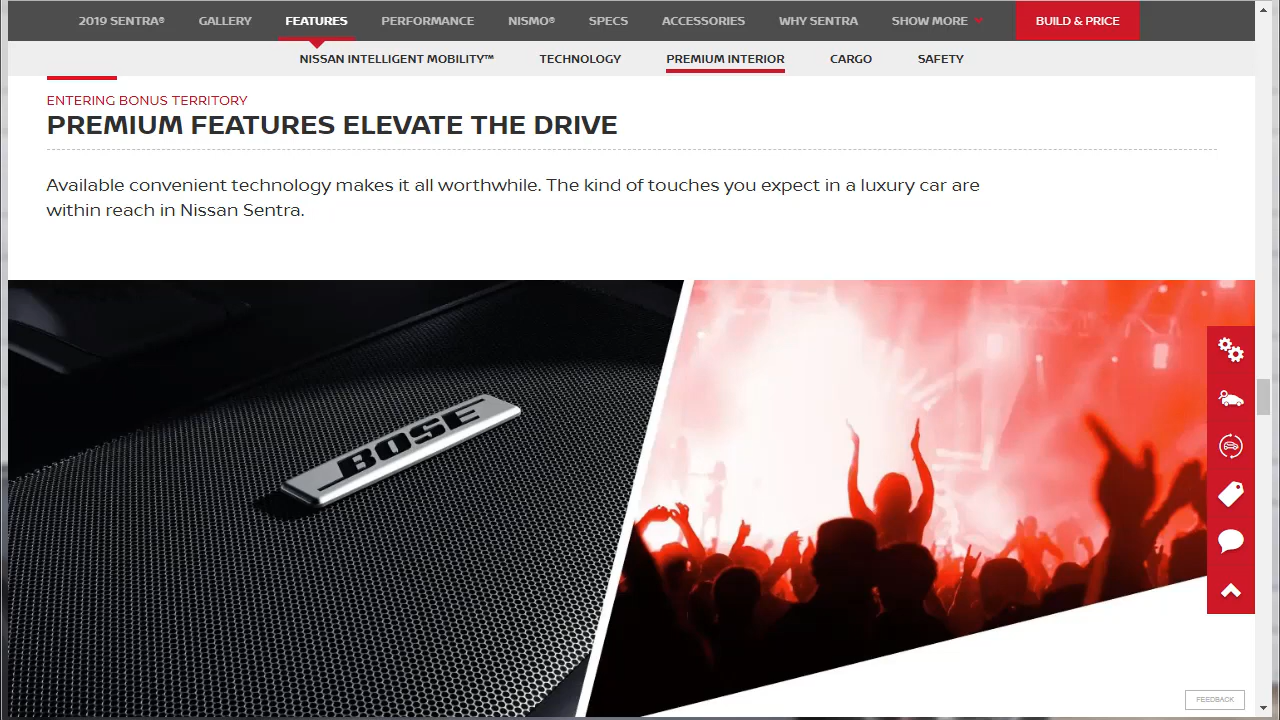 2019 SENTRA® GALLERY FEATURES PERFORMANCE NISMO® SPECS ACCESSORIES WHY SENTRA SHOW MORE BUILD & PRICE
NISSAN INTELLIGENT MOBILITY™ TECHNOLOGY PREMIUM INTERIOR CARGO SAFETY
ENTERING BONUS TERRITORY
PREMIUM FEATURES ELEVATE THE DRIVE
Available convenient technology makes it all worthwhile. The kind of touches you expect in a luxury car are
within reach in Nissan Sentra.
BOSE
FEEDBACK